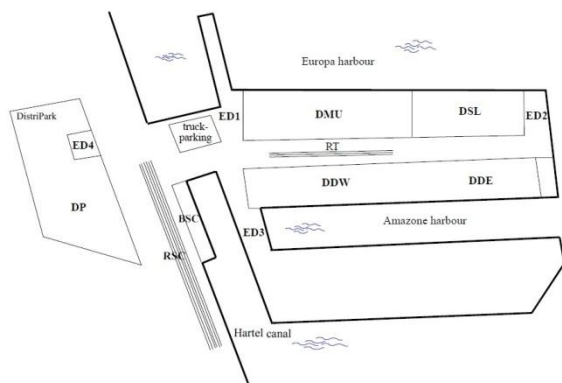 Europa harbour
DistriPark
ED1
DMU
DSL
ED2
truck-
parking
ED4
RT
DDW
DDE
DP
BSC
Amazone harbour
ED3
RSC
Hartel canal